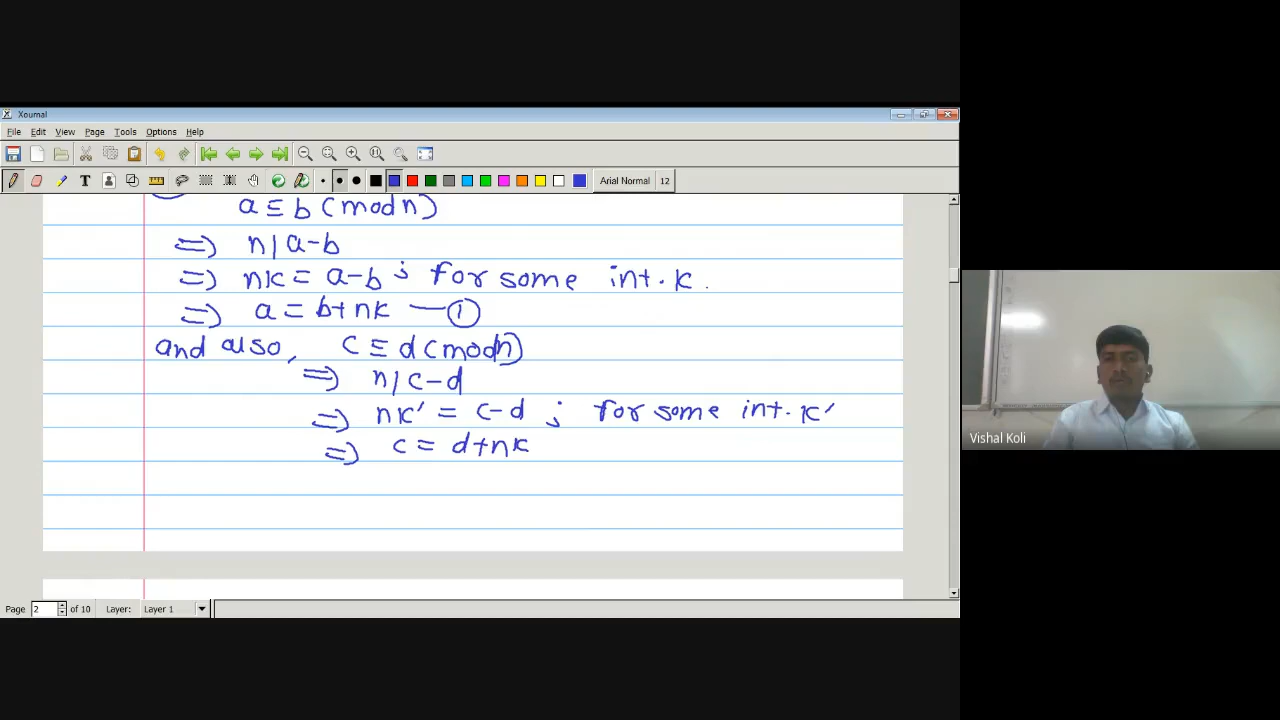 Xournal
File Edit View Page Tools Options Help
Arial Normal 12
a ≡ b (mod n)
⇒ n | a-b
⇒ nk = a-b ; for some int. k.
⇒ a = b+nk —①
and also, c ≡ d (mod n)
⇒ n | c-d
⇒ nk' = c-d ; for some int. k'
⇒ c = d+nk
Page 2 of 10 Layer: Layer 1
Vishal Koli